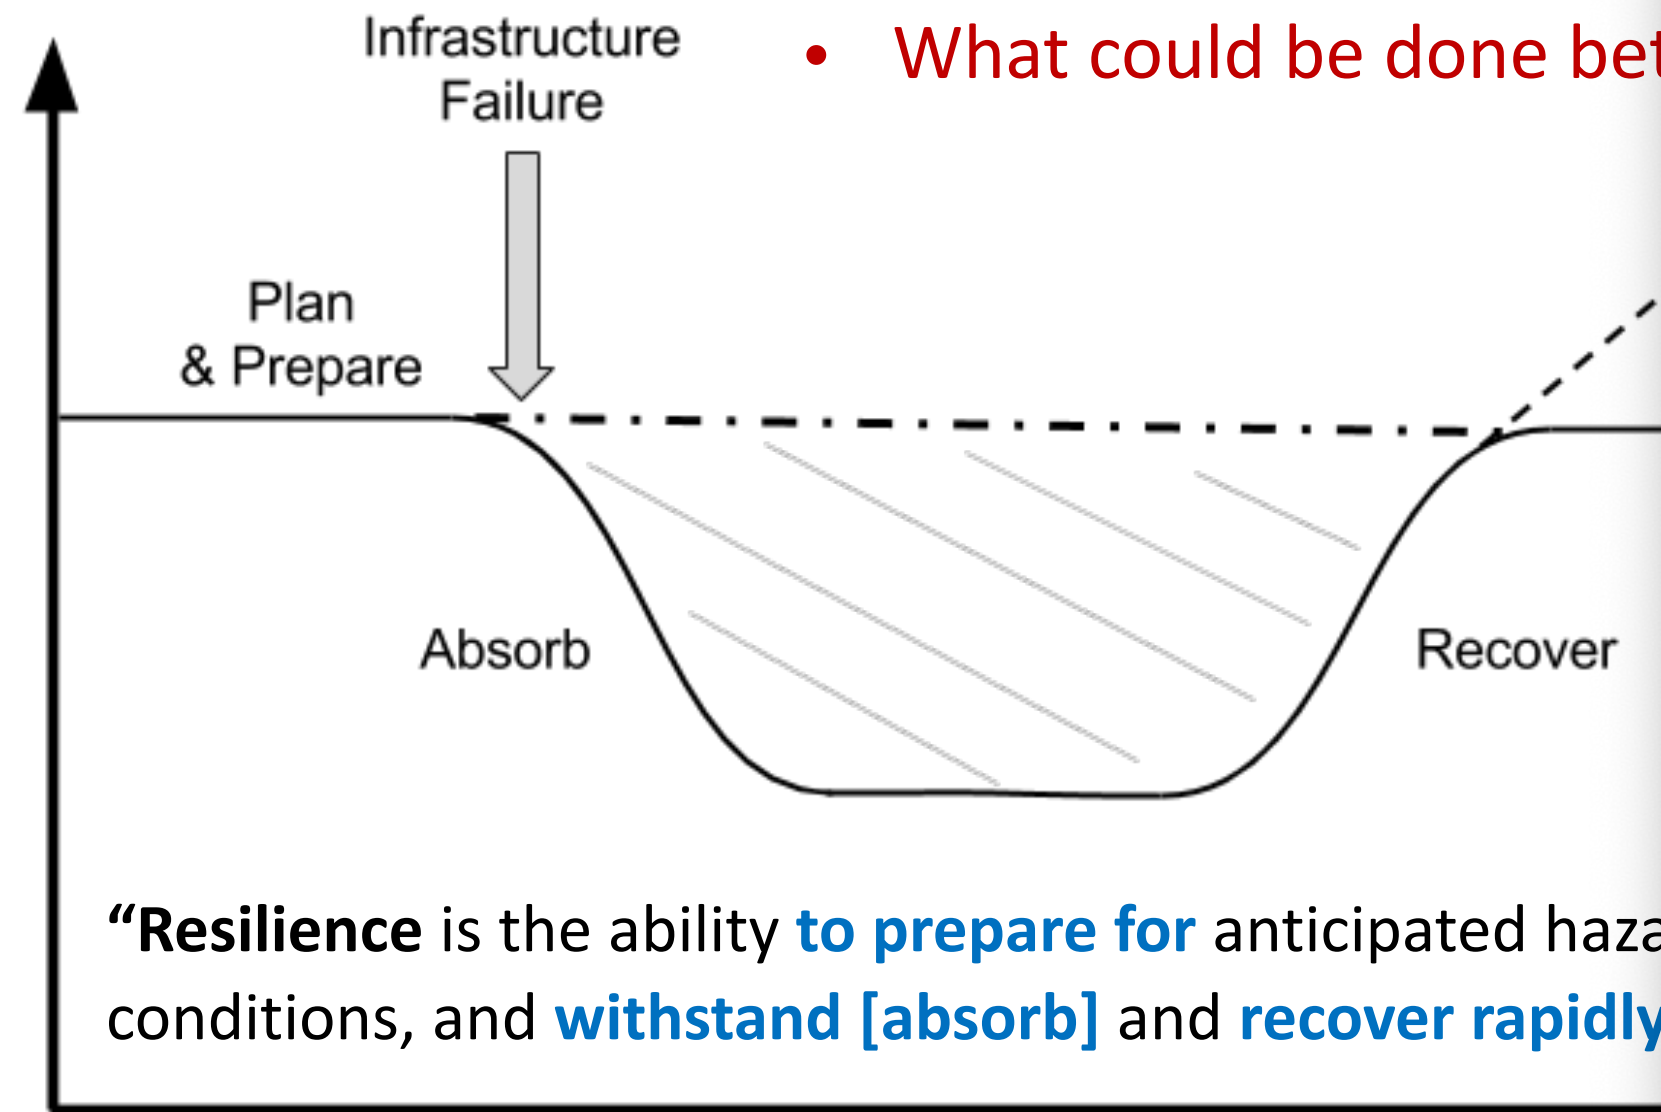 Infrastructure
Failure
• What could be done bet
Plan
& Prepare
Absorb
Recover
“Resilience is the ability to prepare for anticipated haza
conditions, and withstand [absorb] and recover rapidly